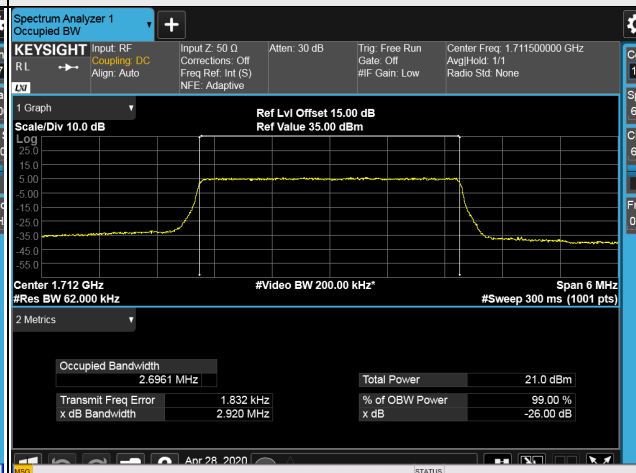 Spectrum Analyzer 1
Occupied BW
KEYSIGHT
RL
LXI
Input: RF
Coupling: DC
Align: Auto
Input Z: 50 Ω
Corrections: Off
Freq Ref: Int (S)
NFE: Adaptive
Atten: 30 dB
Trig: Free Run
Gate: Off
#IF Gain: Low
Center Freq: 1.711500000 GHz
Avg|Hold: 1/1
Radio Std: None
1 Graph
Scale/Div 10.0 dB
Ref Lvl Offset 15.00 dB
Ref Value 35.00 dBm
Log
25.0
15.0
5.00
-5.00
-15.0
-25.0
-35.0
-45.0
-55.0
Center 1.712 GHz
#Res BW 62.000 kHz
#Video BW 200.00 kHz*
Span 6 MHz
#Sweep 300 ms (1001 pts)
2 Metrics
Occupied Bandwidth
2.6961 MHz
Total Power 21.0 dBm
Transmit Freq Error 1.832 kHz
% of OBW Power 99.00 %
x dB Bandwidth 2.920 MHz
x dB -26.00 dB
Apr 28, 2020
MSG
STATUS